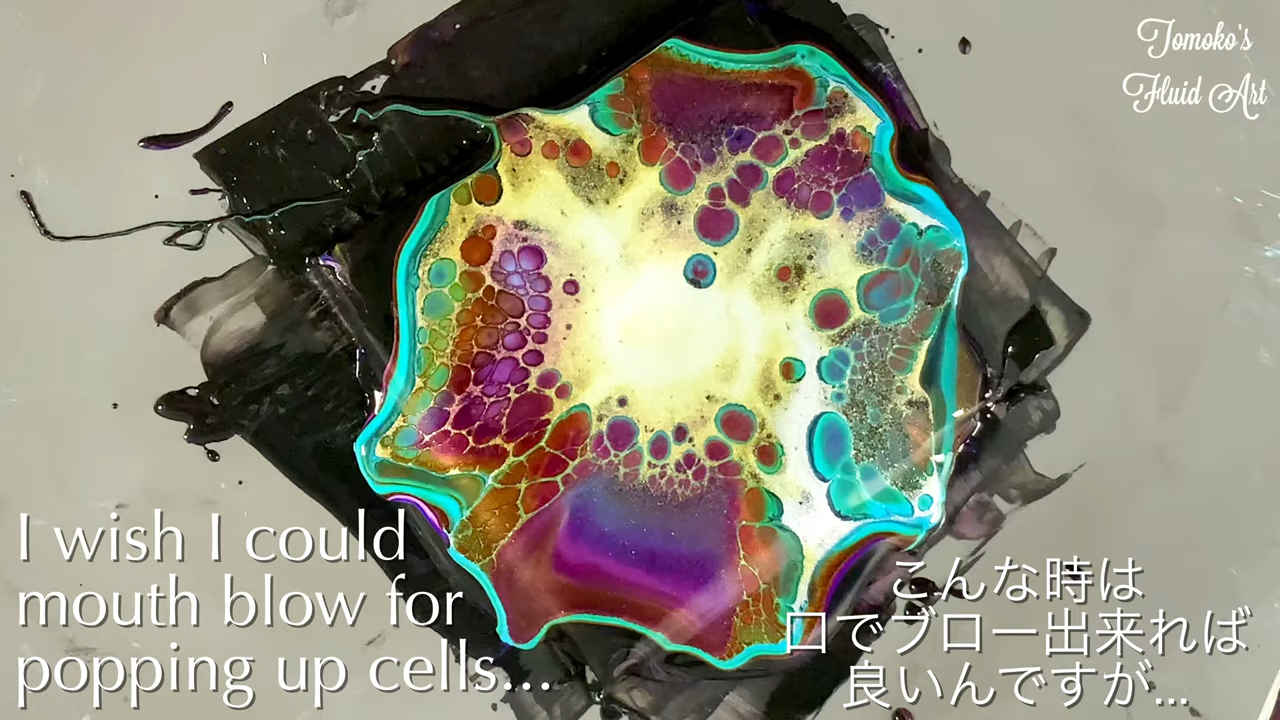 Tomoko's
Fluid Art
I wish I could
mouth blow for
popping up cells...
こんな時は
口でブロー出来れば
良いんですが...